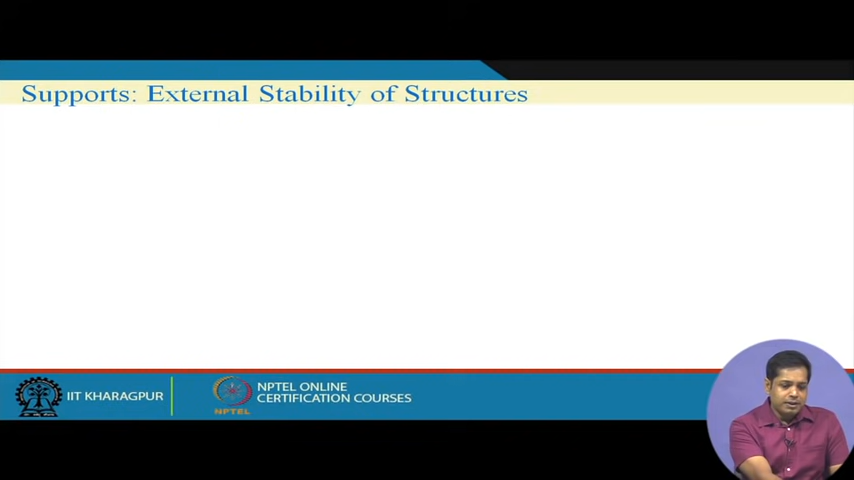 Supports: External Stability of Structures
IIT KHARAGPUR
NPTEL
NPTEL ONLINE
CERTIFICATION COURSES